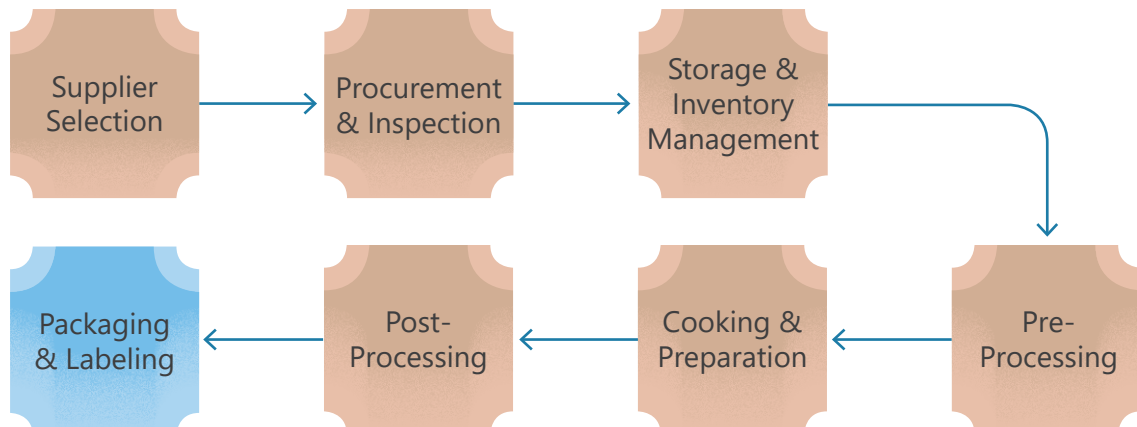 Supplier
Selection
Procurement
& Inspection
Storage &
Inventory
Management
Packaging
& Labeling
Post-
Processing
Cooking &
Preparation
Pre-
Processing